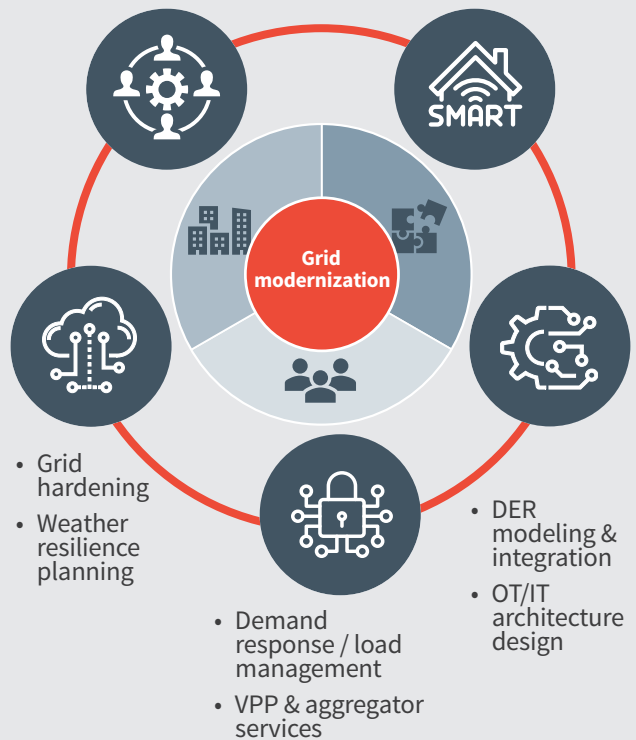 SMART
Grid
modernization
• Grid
hardening
• Weather
resilience
planning
• Demand
response / load
management
• VPP & aggregator
services
• DER
modeling &
integration
• OT/IT
architecture
design